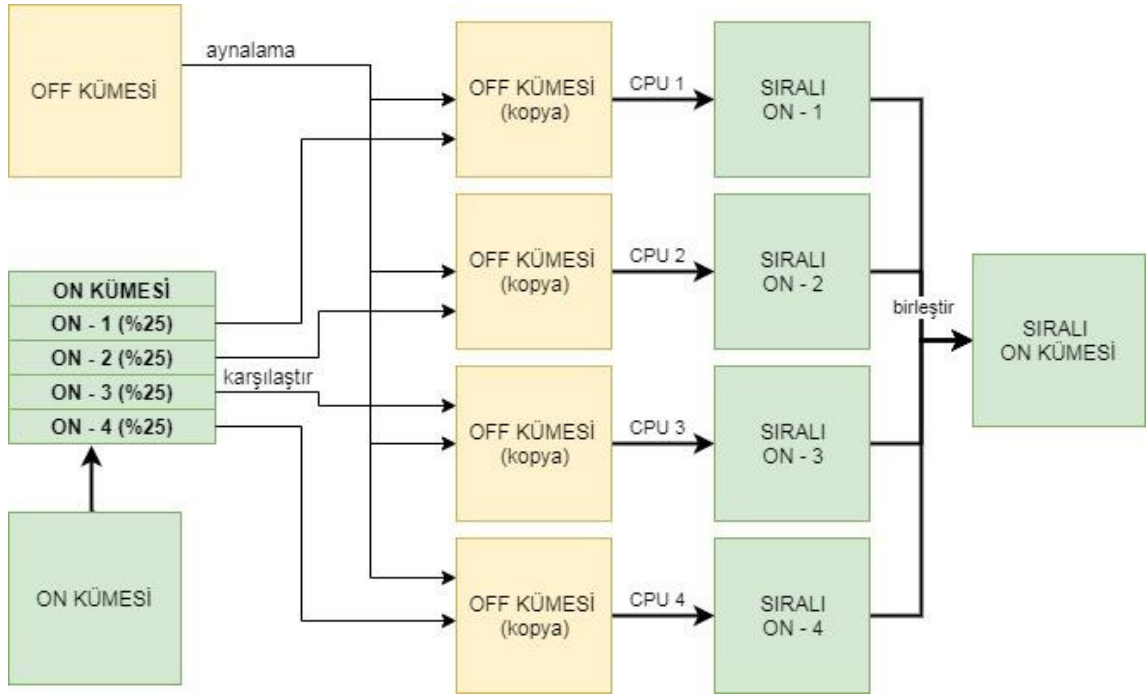 OFF KÜMESİ
aynalama
OFF KÜMESİ
(kopya)
CPU 1
SIRALI
ON - 1
OFF KÜMESİ
(kopya)
CPU 2
SIRALI
ON - 2
ON KÜMESİ
ON - 1 (%25)
ON - 2 (%25)
ON - 3 (%25)
ON - 4 (%25)
karşılaştır
birleştir
SIRALI
ON KÜMESİ
OFF KÜMESİ
(kopya)
CPU 3
SIRALI
ON - 3
ON KÜMESİ
OFF KÜMESİ
(kopya)
CPU 4
SIRALI
ON - 4